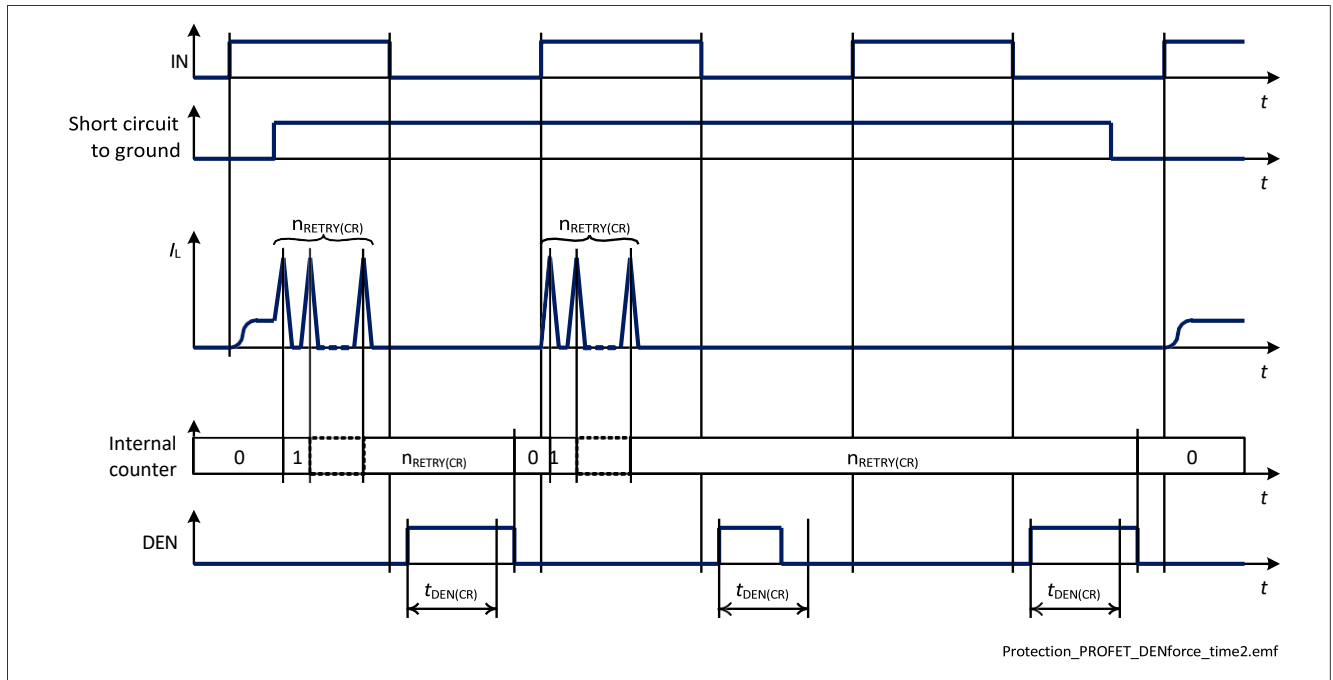 IN
t
Short circuit
to ground
t
nRETRY(CR) nRETRY(CR)
IL
t
Internal
counter
0 1 nRETRY(CR) 0 1 nRETRY(CR) 0
t
DEN
t
tDEN(CR) tDEN(CR) tDEN(CR)
Protection_PROFET_DENforce_time2.emf